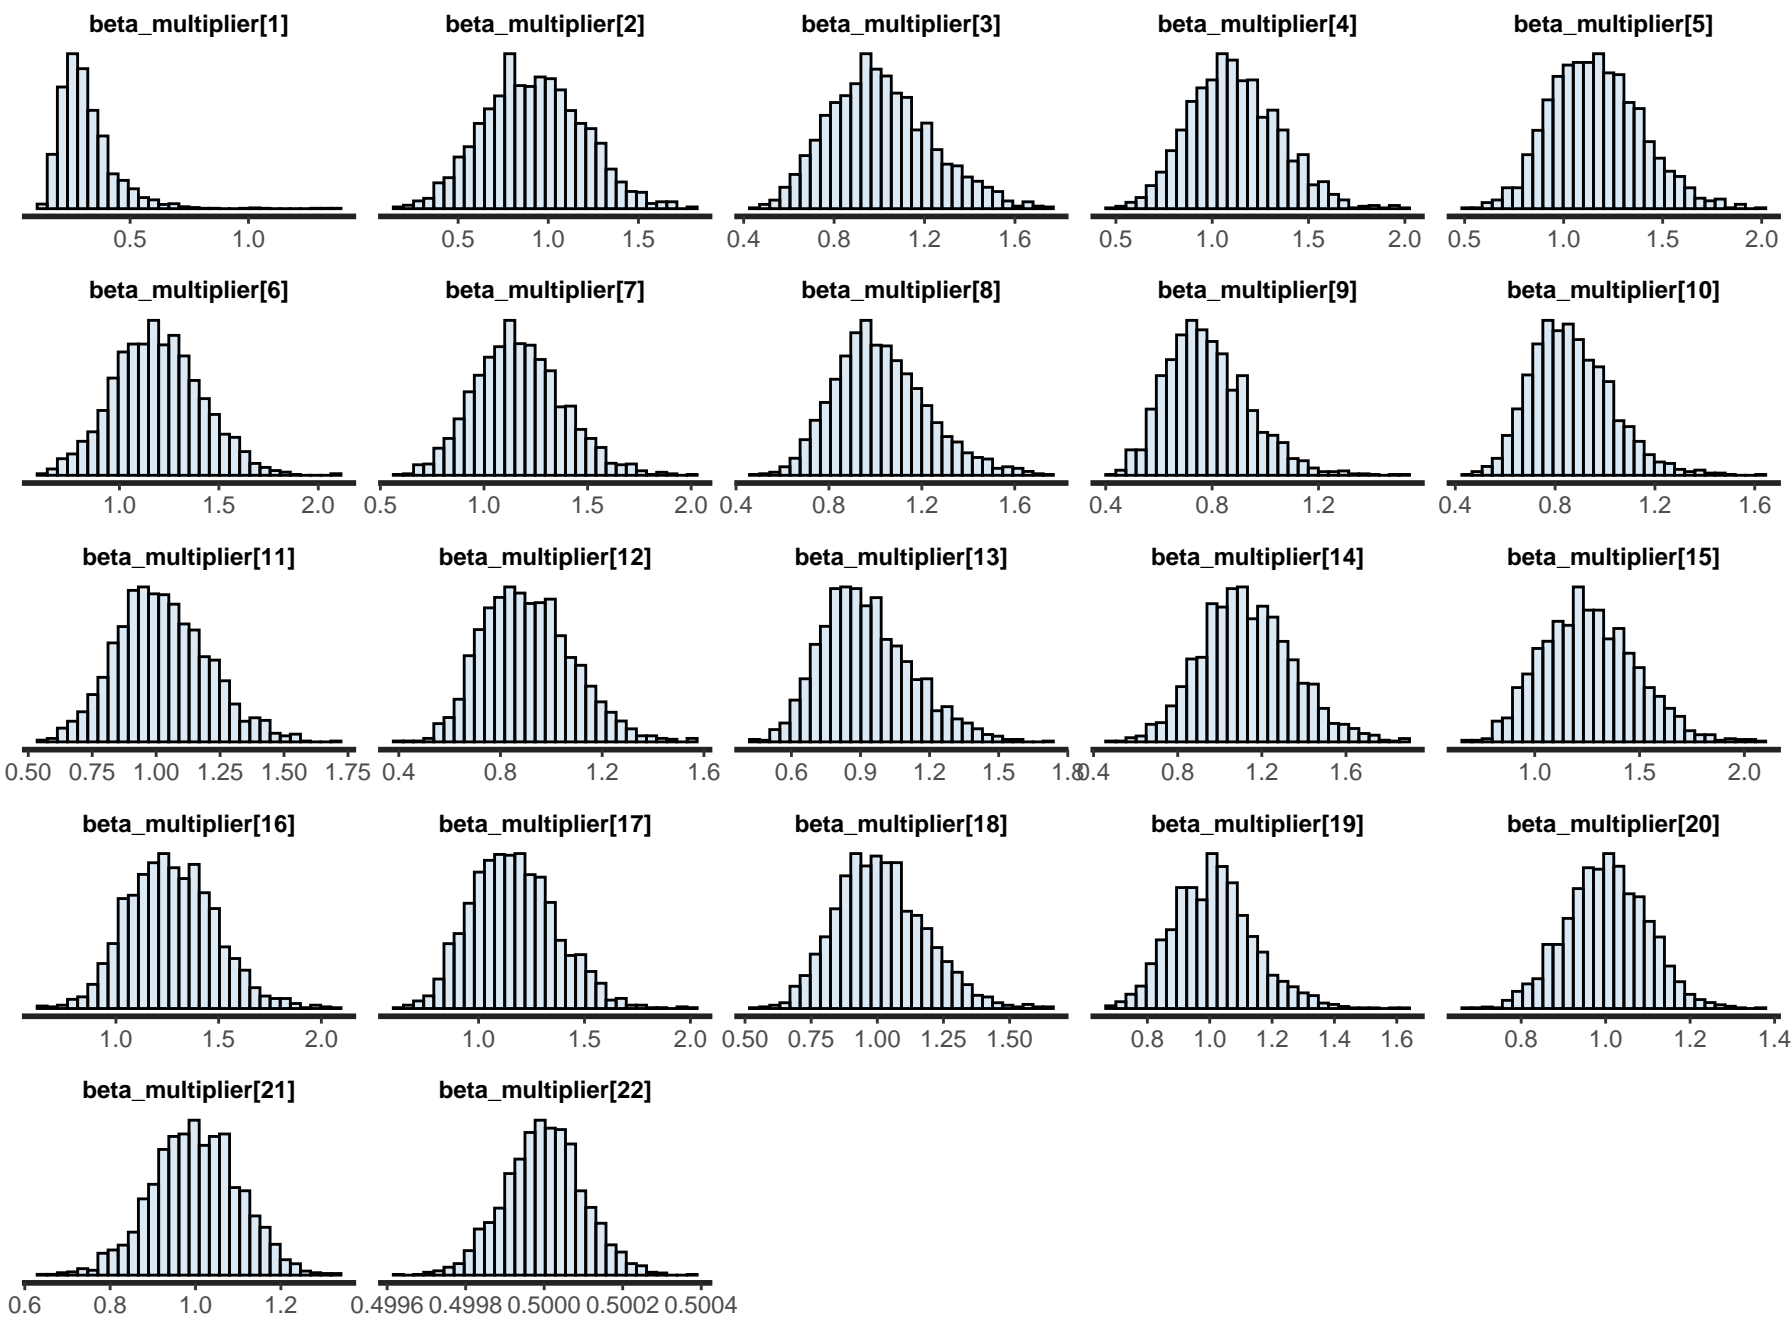 beta_multiplier[1] beta_multiplier[2] beta_multiplier[3] beta_multiplier[4] beta_multiplier[5]
0.5 1.0 0.5 1.0 1.5 0.4 0.8 1.2 1.6 0.5 1.0 1.5 2.0 0.5 1.0 1.5 2.0
beta_multiplier[6] beta_multiplier[7] beta_multiplier[8] beta_multiplier[9] beta_multiplier[10]
1.0 1.5 2.0 0.5 1.0 1.5 2.0 0.4 0.8 1.2 1.6 0.4 0.8 1.2 0.4 0.8 1.2 1.6
beta_multiplier[11] beta_multiplier[12] beta_multiplier[13] beta_multiplier[14] beta_multiplier[15]
0.50 0.75 1.00 1.25 1.50 1.75 0.4 0.8 1.2 1.6 0.6 0.9 1.2 1.5 1.8 0.4 0.8 1.2 1.6 1.0 1.5 2.0
beta_multiplier[16] beta_multiplier[17] beta_multiplier[18] beta_multiplier[19] beta_multiplier[20]
1.0 1.5 2.0 1.0 1.5 2.0 0.50 0.75 1.00 1.25 1.50 0.8 1.0 1.2 1.4 1.6 0.8 1.0 1.2 1.4
beta_multiplier[21] beta_multiplier[22]
0.6 0.8 1.0 1.2 0.4996 0.4998 0.5000 0.5002 0.5004